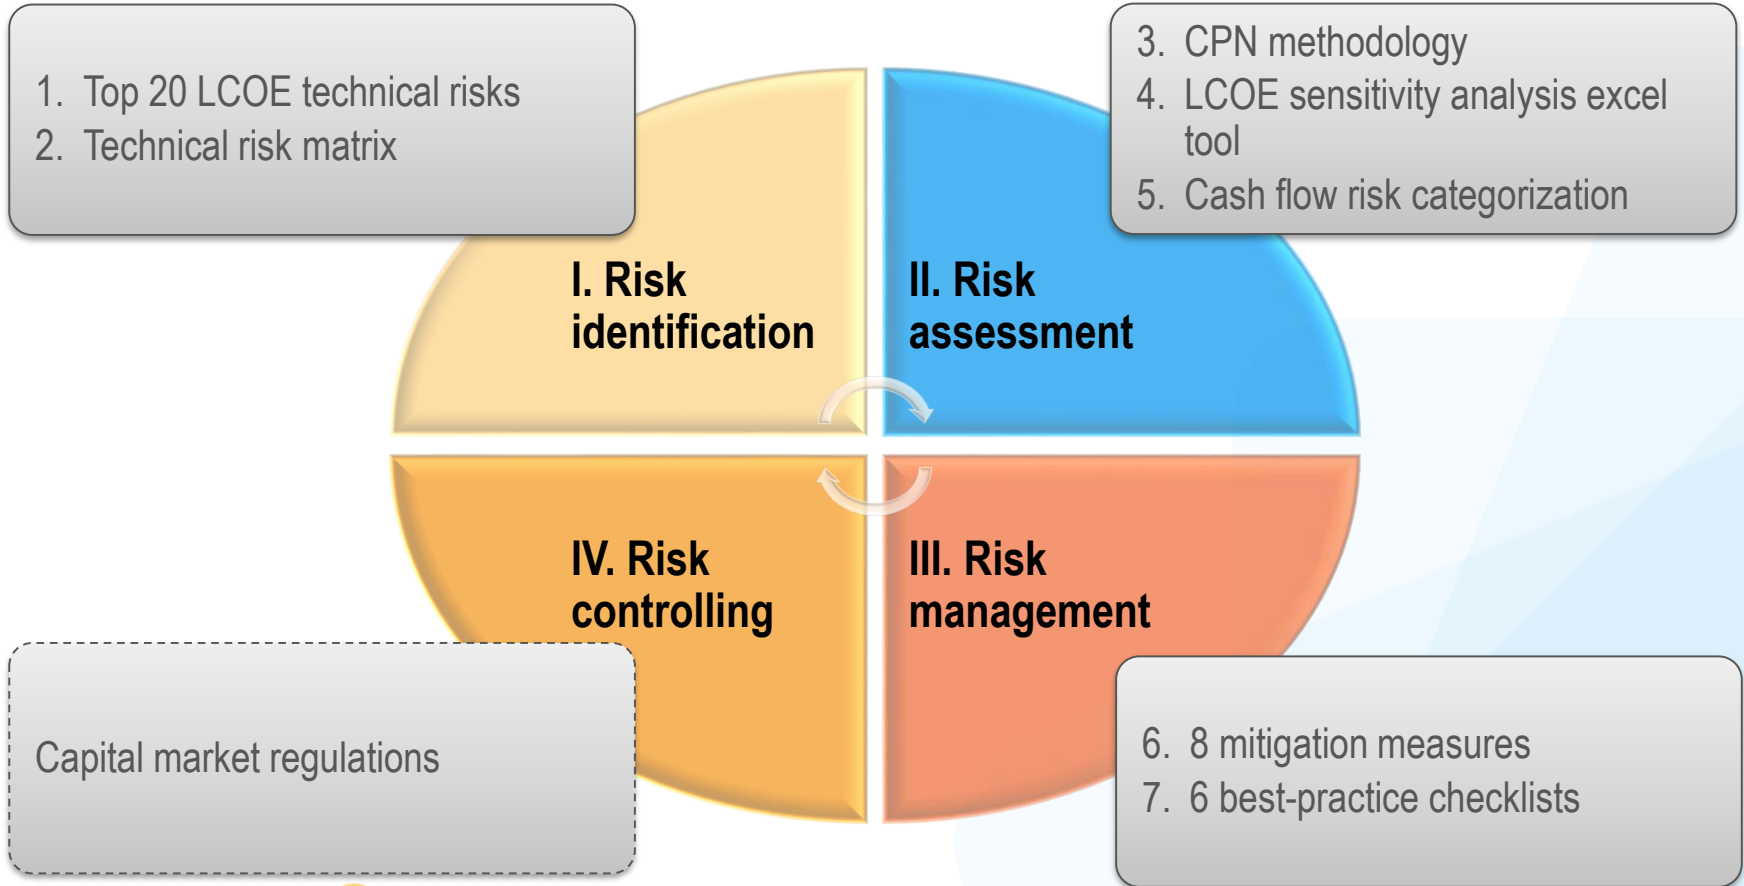 1. Top 20 LCOE technical risks
2. Technical risk matrix
3. CPN methodology
4. LCOE sensitivity analysis excel
tool
5. Cash flow risk categorization
I. Risk
identification
II. Risk
assessment
IV. Risk
controlling
III. Risk
management
Capital market regulations
6. 8 mitigation measures
7. 6 best-practice checklists